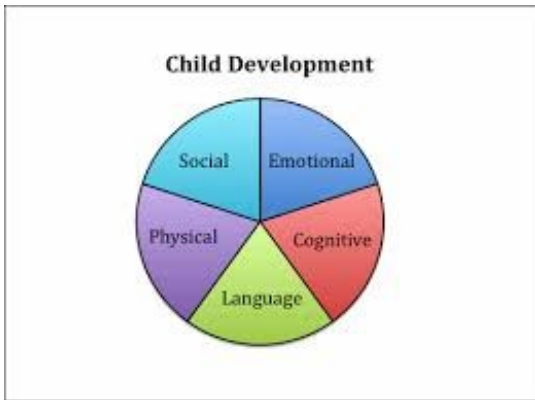 Child Development
Social
Emotional
Physical
Cognitive
Language